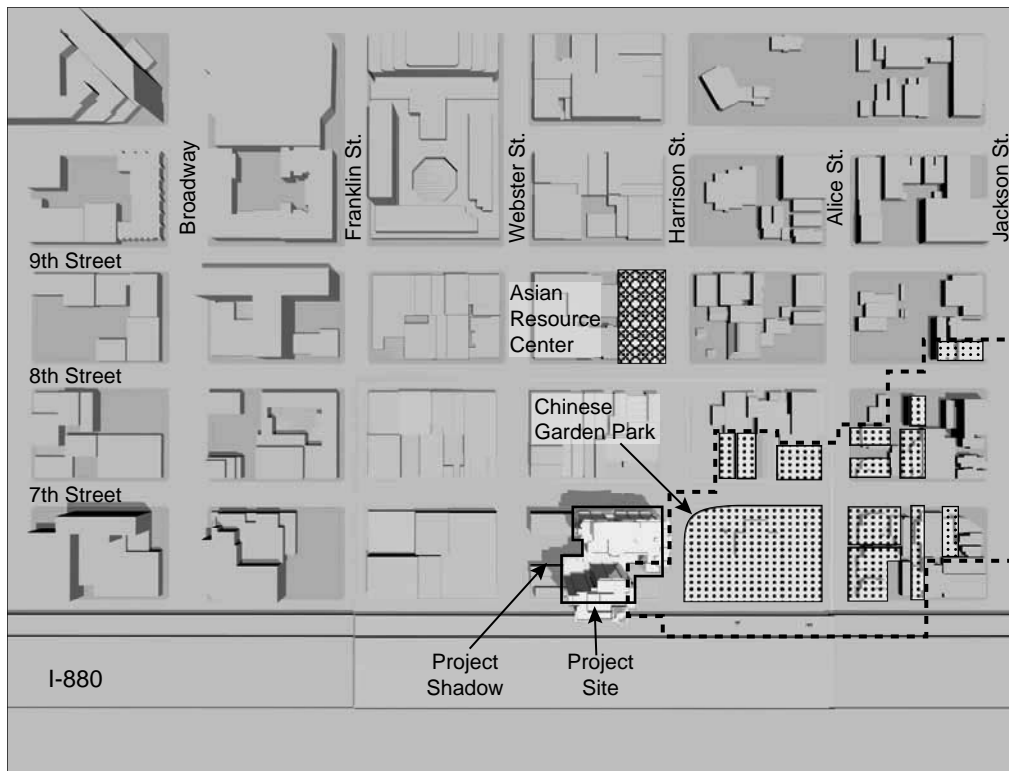 Broadway
Franklin St.
Webster St.
Harrison St.
Alice St.
Jackson St.
9th Street
Asian
Resource
Center
8th Street
Chinese
Garden Park
7th Street
Project
Shadow
Project
Site
I-880